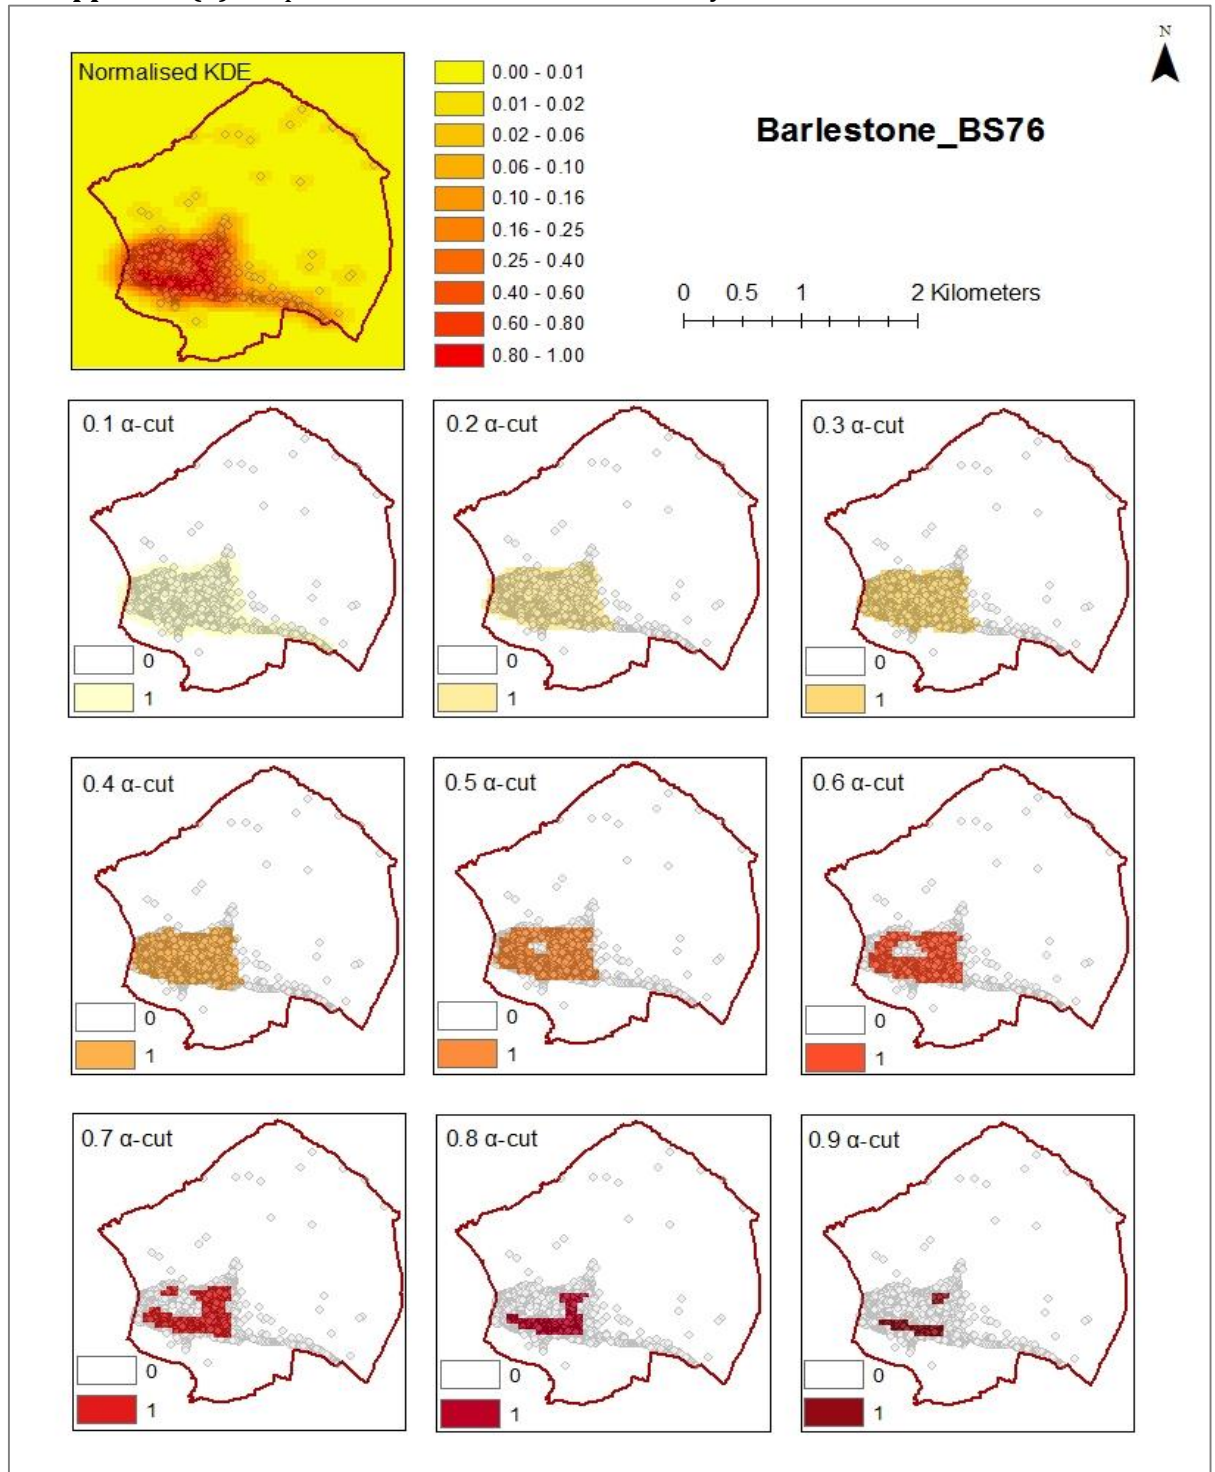 N
Normalised KDE
0.00 - 0.01
0.01 - 0.02
0.02 - 0.06
0.06 - 0.10
0.10 - 0.16
0.16 - 0.25
0.25 - 0.40
0.40 - 0.60
0.60 - 0.80
0.80 - 1.00
Barlestone_BS76
0 0.5 1 2 Kilometers
0.1 α-cut
0
1
0.2 α-cut
0
1
0.3 α-cut
0
1
0.4 α-cut
0
1
0.5 α-cut
0
1
0.6 α-cut
0
1
0.7 α-cut
0
1
0.8 α-cut
0
1
0.9 α-cut
0
1